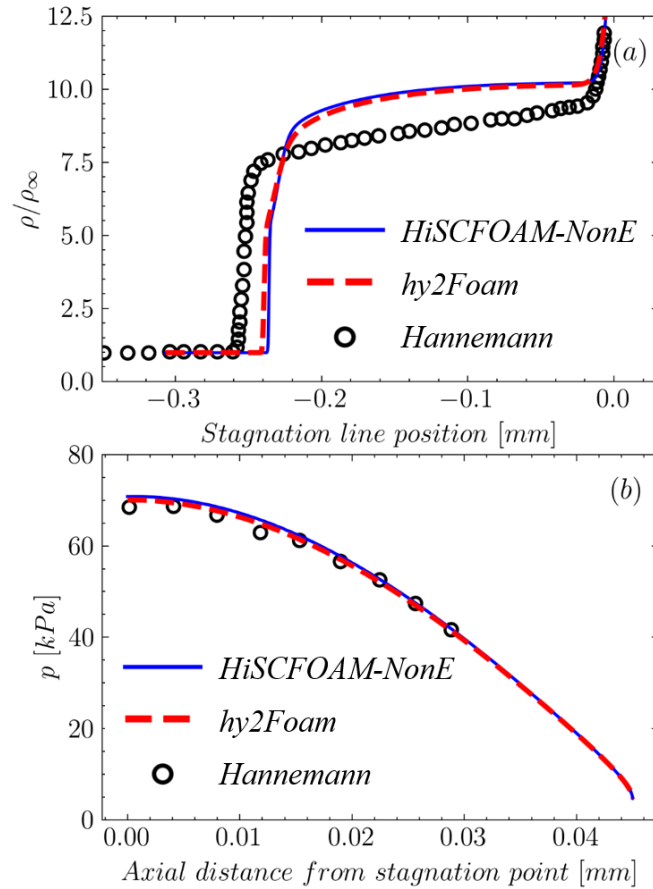 12.5
(a)
10.0
7.5
ρ/ρ∞
5.0
HiSCFOAM-NonE
hy2Foam
2.5
Hannemann
0.0
−0.3 −0.2 −0.1 0.0
Stagnation line position [mm]
80
(b)
60
p [kPa]
40
HiSCFOAM-NonE
hy2Foam
20
Hannemann
0
0.00 0.01 0.02 0.03 0.04
Axial distance from stagnation point [mm]